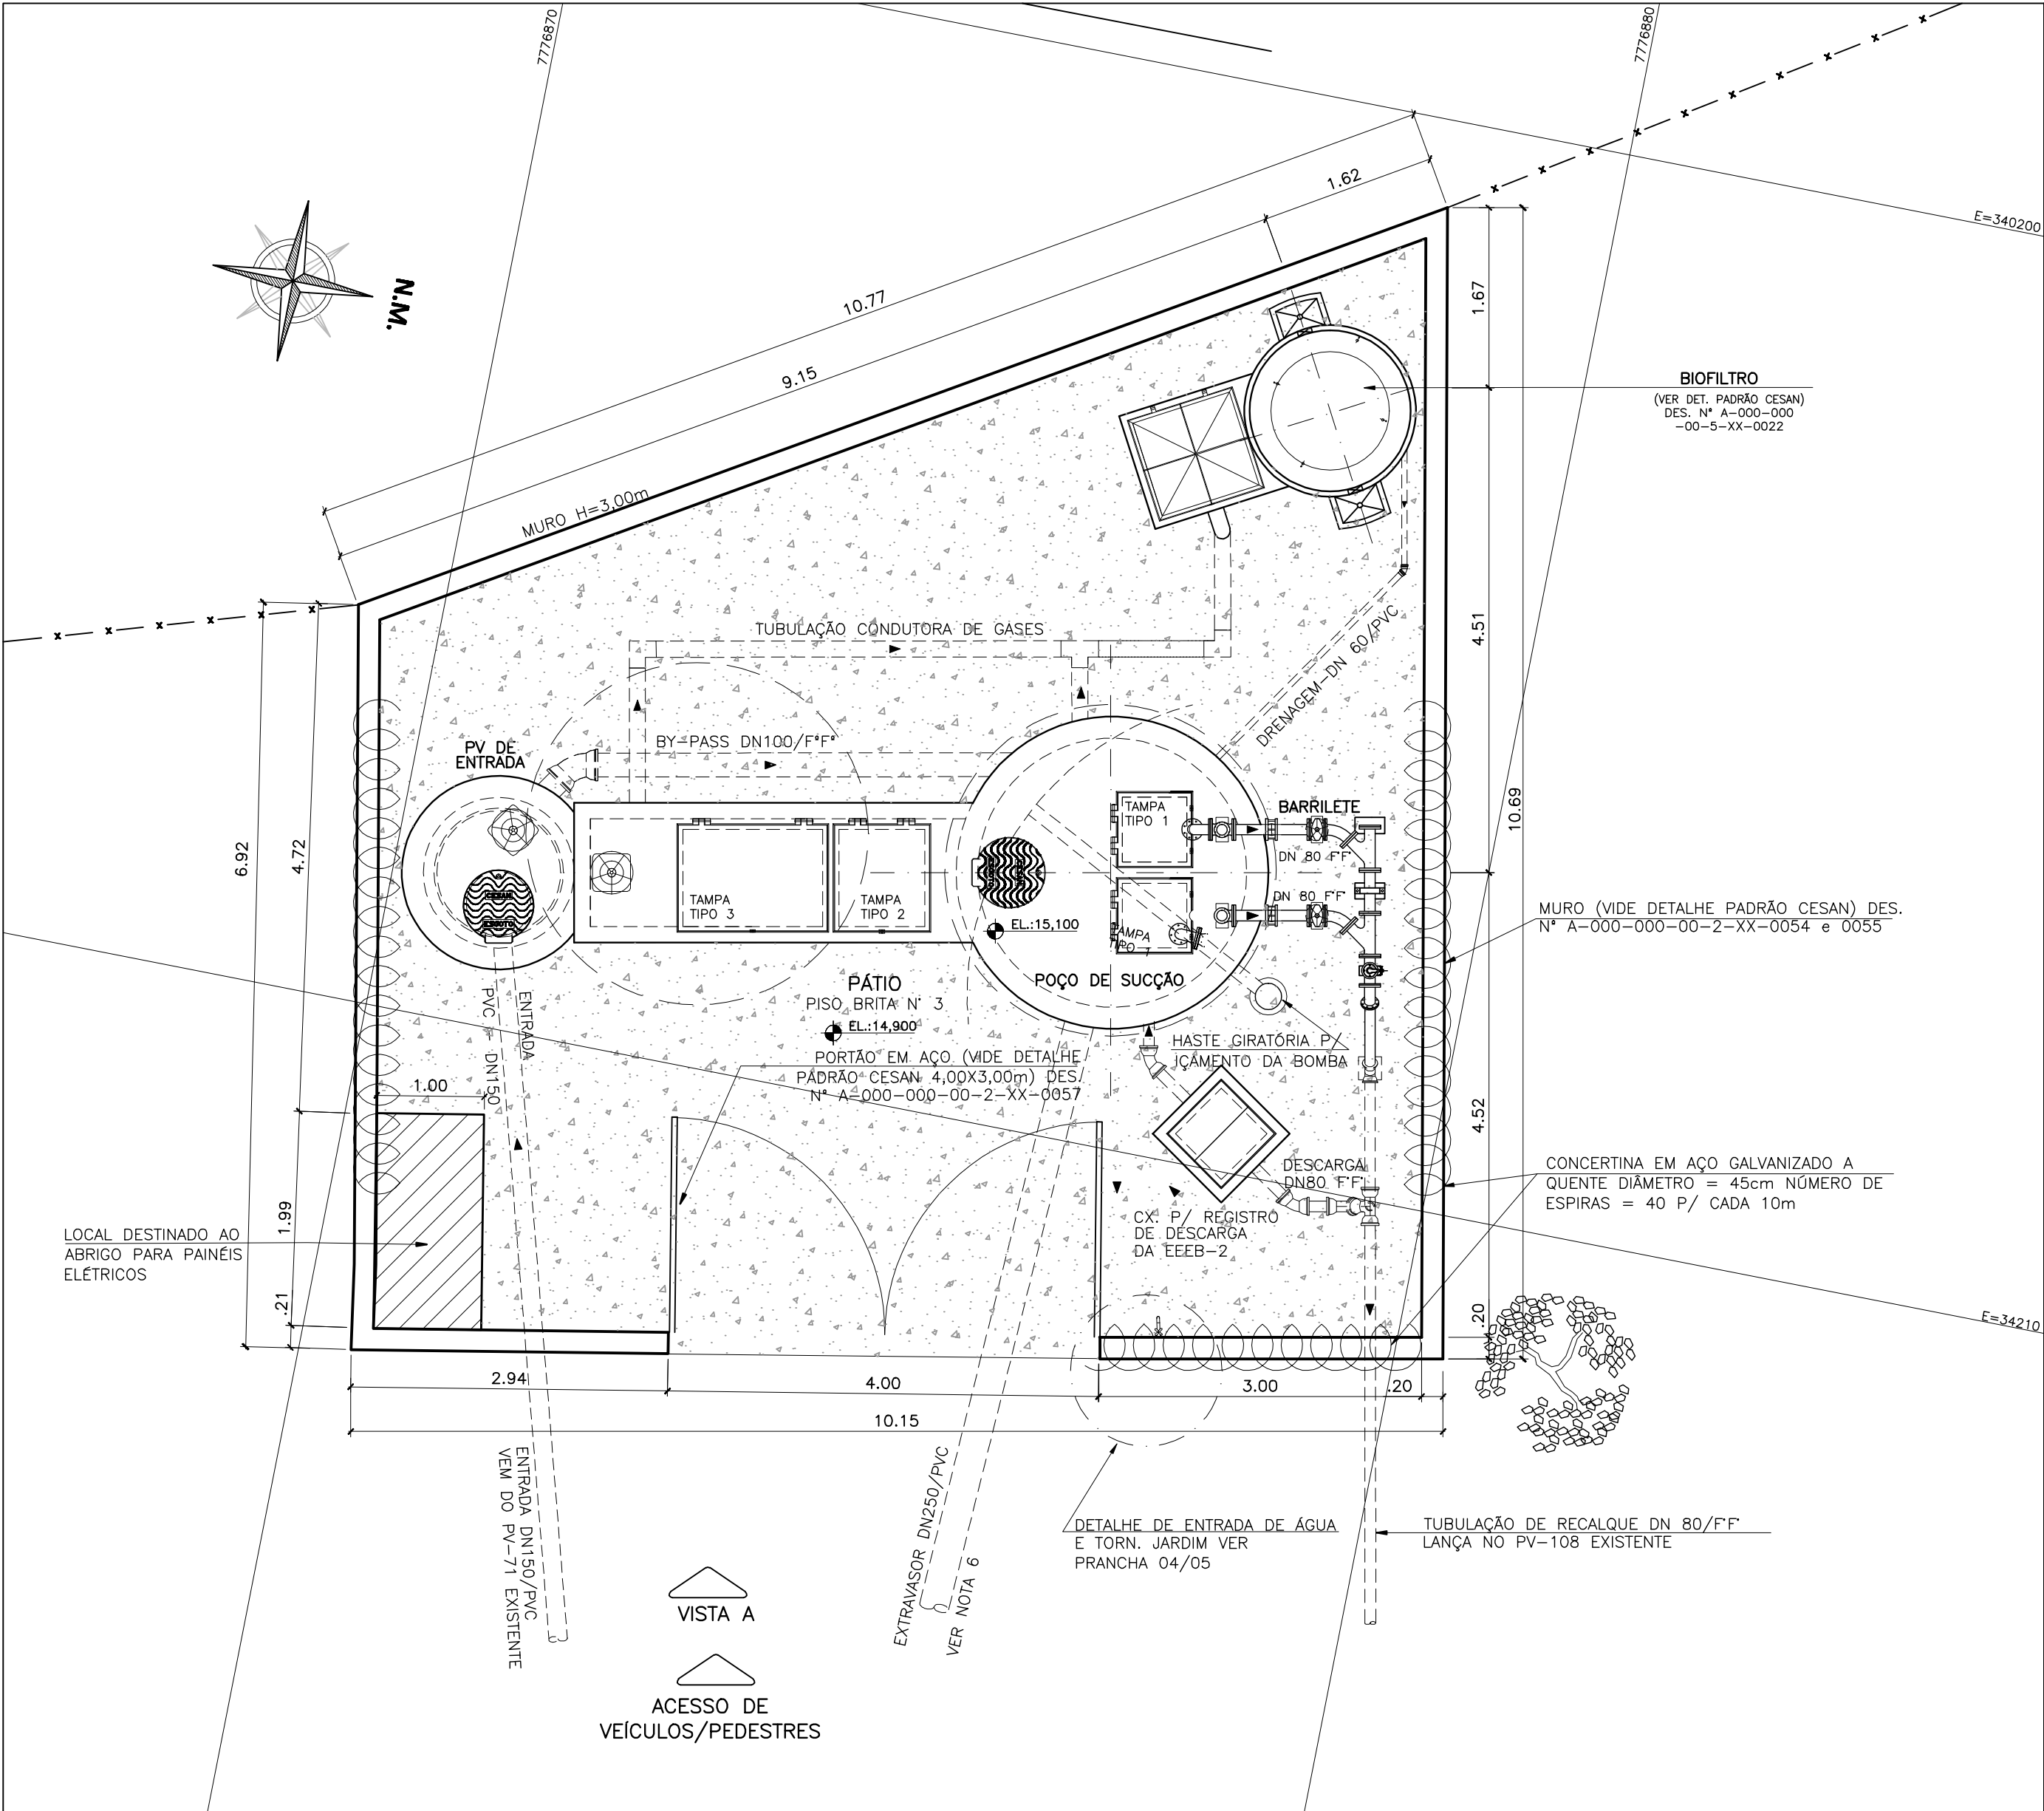 7776870
7776880
E=340200
1.62
10.77
9.15
1.67
N.M.
MURO H=3,00m
BIOFILTRO
(VER DET. PADRÃO CESAN)
DES. Nº A-000-000
-00-5-XX-0022
TUBULAÇÃO CONDUTORA DE GASES
DRENAGEM-DN 60/PVC
4.51
10.69
6.92
4.72
PV DE
ENTRADA
BY-PASS DN100/FºFº
TAMPA
TIPO 1
BARRILETE
DN 80 F°F°
DN 80 F°F°
CESAN
ESGOTO
TAMPA
TIPO 3
TAMPA
TIPO 2
EL.:15,100
MURO (VIDE DETALHE PADRÃO CESAN) DES.
Nº A-000-000-00-2-XX-0054 e 0055
PÁTIO
PISO BRITA N° 3
EL.:14,900
POÇO DE SUCÇÃO
ENTRADA
PVC - DN150
PORTÃO EM AÇO (VIDE DETALHE
PADRÃO CESAN 4,00X3,00m) DES.
Nº A-000-000-00-2-XX-0057
HASTE GIRATÓRIA P/
IÇAMENTO DA BOMBA
1.00
4.52
DESCARGA
DN80 F°F°
CONCERTINA EM AÇO GALVANIZADO A
QUENTE DIÂMETRO = 45cm NÚMERO DE
ESPIRAS = 40 P/ CADA 10m
CX. P/ REGISTRO
DE DESCARGA
DA EEEB-2
LOCAL DESTINADO AO
ABRIGO PARA PAINÉIS
ELÉTRICOS
1.99
.21
.20
E=34210
2.94
4.00
3.00
.20
10.15
ENTRADA DN150/PVC
VEM DO PV-71 EXISTENTE
EXTRAVASOR DN250/PVC
VER NOTA 6
DETALHE DE ENTRADA DE ÁGUA
E TORN. JARDIM VER
PRANCHA 04/05
TUBULAÇÃO DE RECALQUE DN 80/F°F°
LANÇA NO PV-108 EXISTENTE
VISTA A
ACESSO DE
VEÍCULOS/PEDESTRES